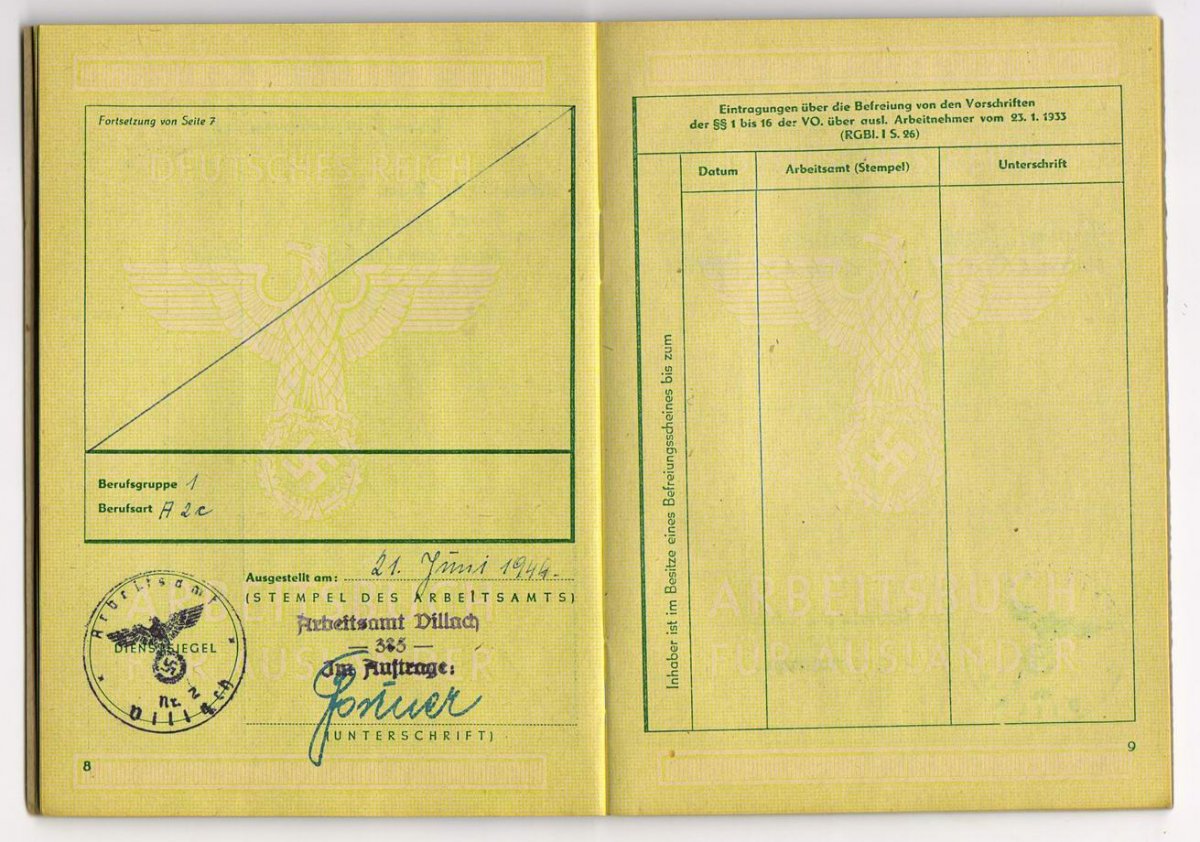 Fortsetzung von Seite 7
DEUTSCHES REICH
Berufsgruppe 1
Berufsart A 2c
Ausgestellt am: 21. Juni 1944.
(STEMPEL DES ARBEITSAMTS)
Arbeitsamt Villach
— 385 —
Im Auftrage:
(UNTERSCHRIFT)
Arbeitsamt
DIENSTSIEGEL
Nr. 2
Villach
ARBEITSBUCH
FÜR AUSLÄNDER
8
Eintragungen über die Befreiung von den Vorschriften
der §§ 1 bis 16 der VO. über ausl. Arbeitnehmer vom 23. 1. 1933
(RGBl. I S. 26)
Datum
Arbeitsamt (Stempel)
Unterschrift
Inhaber ist im Besitze eines Befreiungsscheines bis zum
ARBEITSBUCH
FÜR AUSLÄNDER
9